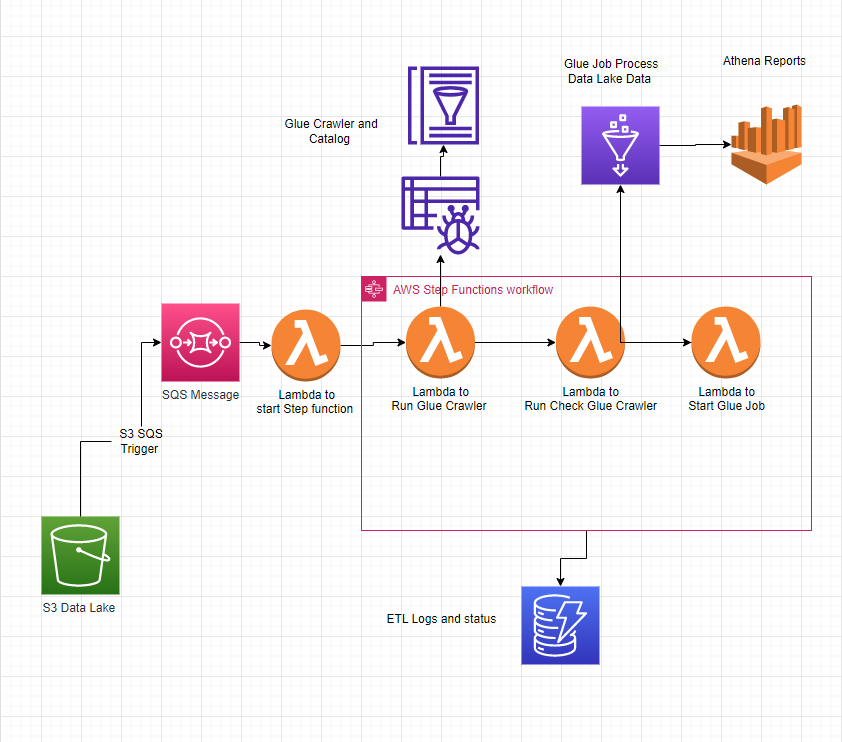 Glue Job Process
Data Lake Data
Athena Reports
Glue Crawler and
Catalog
AWS Step Functions workflow
SQS Message
Lambda to
start Step function
Lambda to
Run Glue Crawler
Lambda to
Run Check Glue Crawler
Lambda to
Start Glue Job
S3 SQS
Trigger
S3 Data Lake
ETL Logs and status